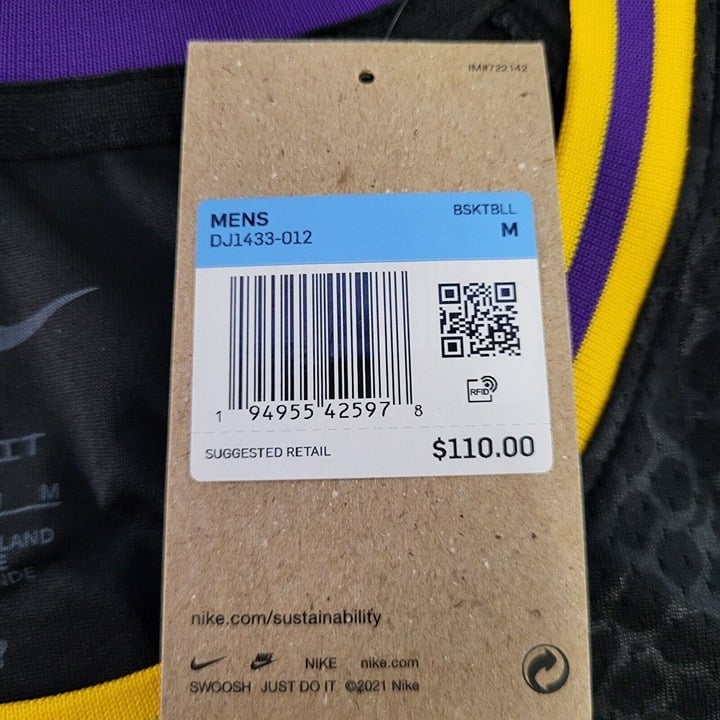 IM#722142
MENS
BSKTBLL
DJ1433-012
M
1 94955 42597 8
RFID
SUGGESTED RETAIL
$110.00
nike.com/sustainability
NIKE nike.com
SWOOSH JUST DO IT ©2021 Nike
IT
M
LAND